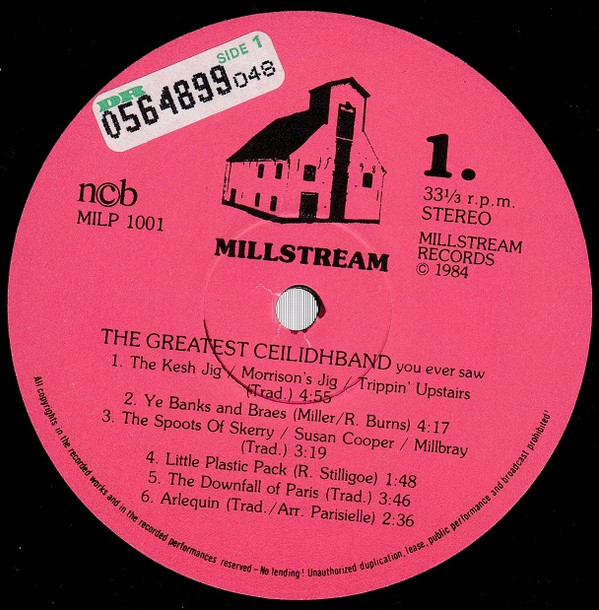 SIDE 1
DR
0564899 048
1.
n©b
MILP 1001
33⅓ r.p.m.
STEREO
MILLSTREAM
RECORDS
© 1984
MILLSTREAM
THE GREATEST CEILIDHBAND you ever saw
1. The Kesh Jig / Morrison's Jig / Trippin' Upstairs
(Trad.) 4:55
2. Ye Banks and Braes (Miller/R. Burns) 4:17
3. The Spoots Of Skerry / Susan Cooper / Millbray
(Trad.) 3:19
4. Little Plastic Pack (R. Stilligoe) 1:48
5. The Downfall of Paris (Trad.) 3:46
6. Arlequin (Trad./Arr. Parisielle) 2:36
All copyrights in the recorded works and in the recorded performances reserved – No lending! Unauthorized duplication, lease, public performance and broadcast prohibited!